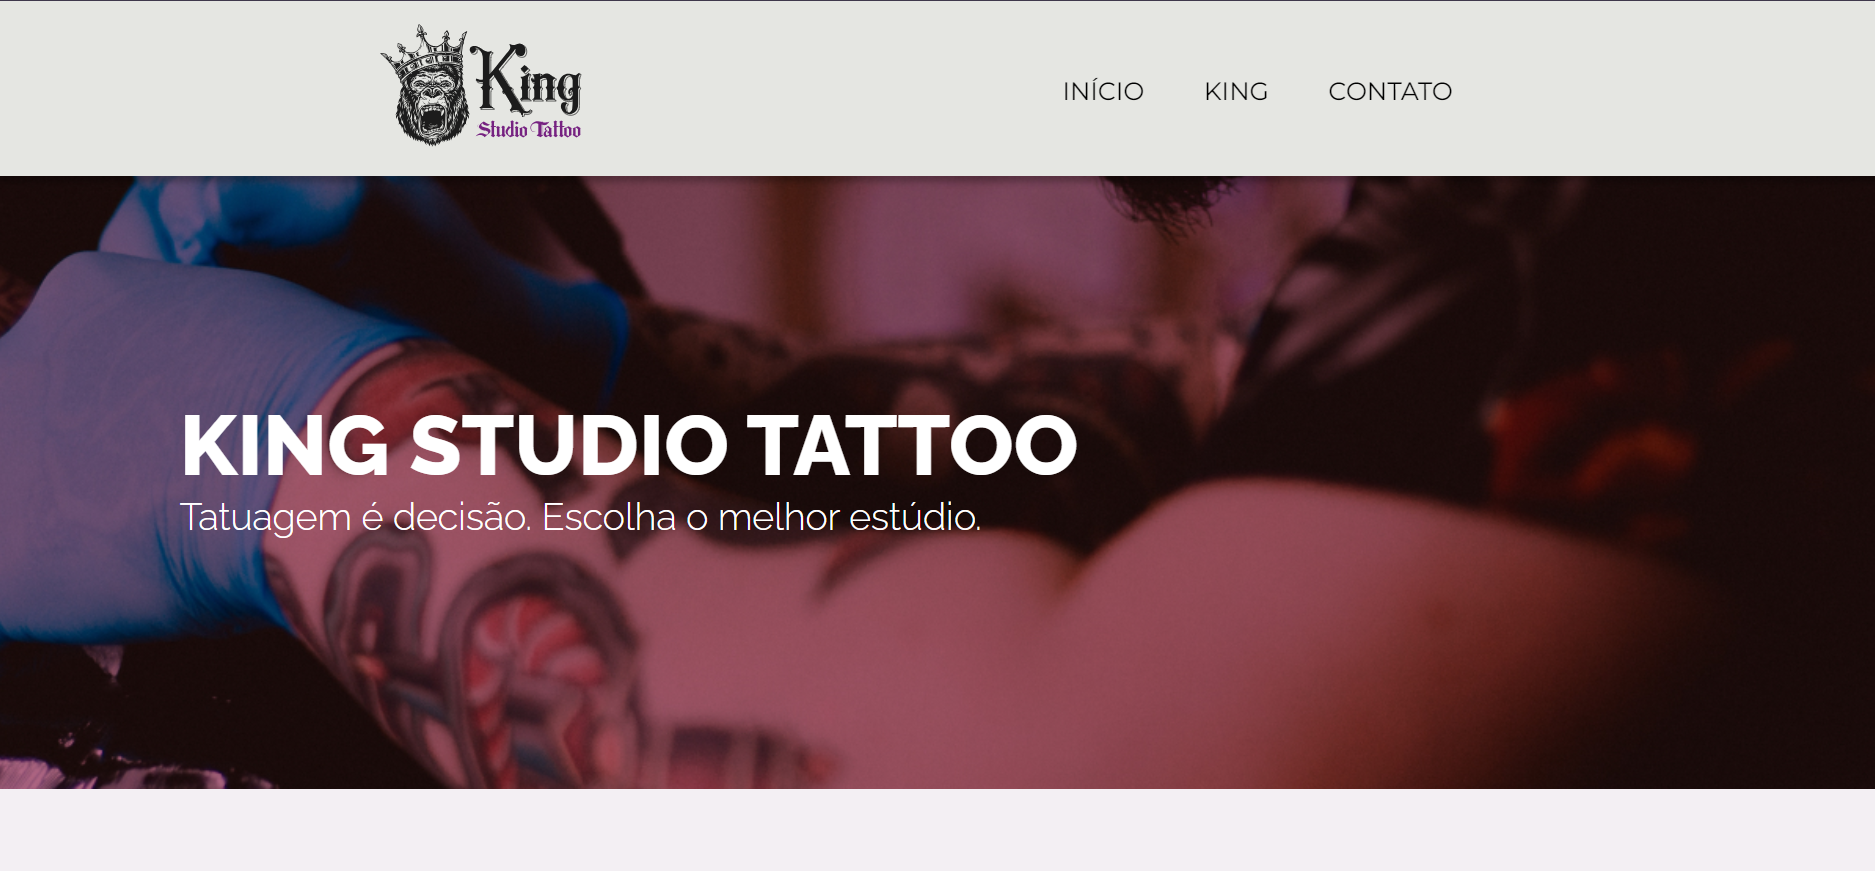 King
Studio Tattoo
INÍCIO KING CONTATO
KING STUDIO TATTOO
Tatuagem é decisão. Escolha o melhor estúdio.